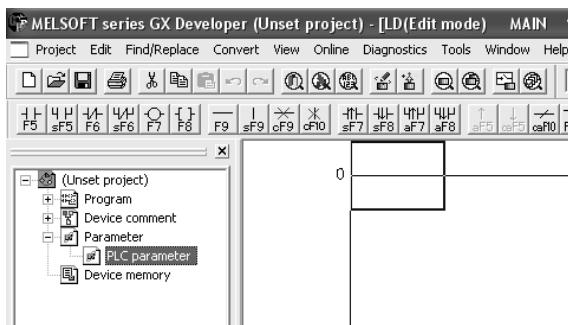 MELSOFT series GX Developer (Unset project) - [LD(Edit mode) MAIN
Project Edit Find/Replace Convert View Online Diagnostics Tools Window Help
F5 sF5 F6 sF6 F7 F8 F9 sF9 cF9 cF10 sF7 sF8 aF7 aF8 aF5 caF5 caF10
(Unset project)
0
Program
Device comment
Parameter
PLC parameter
Device memory